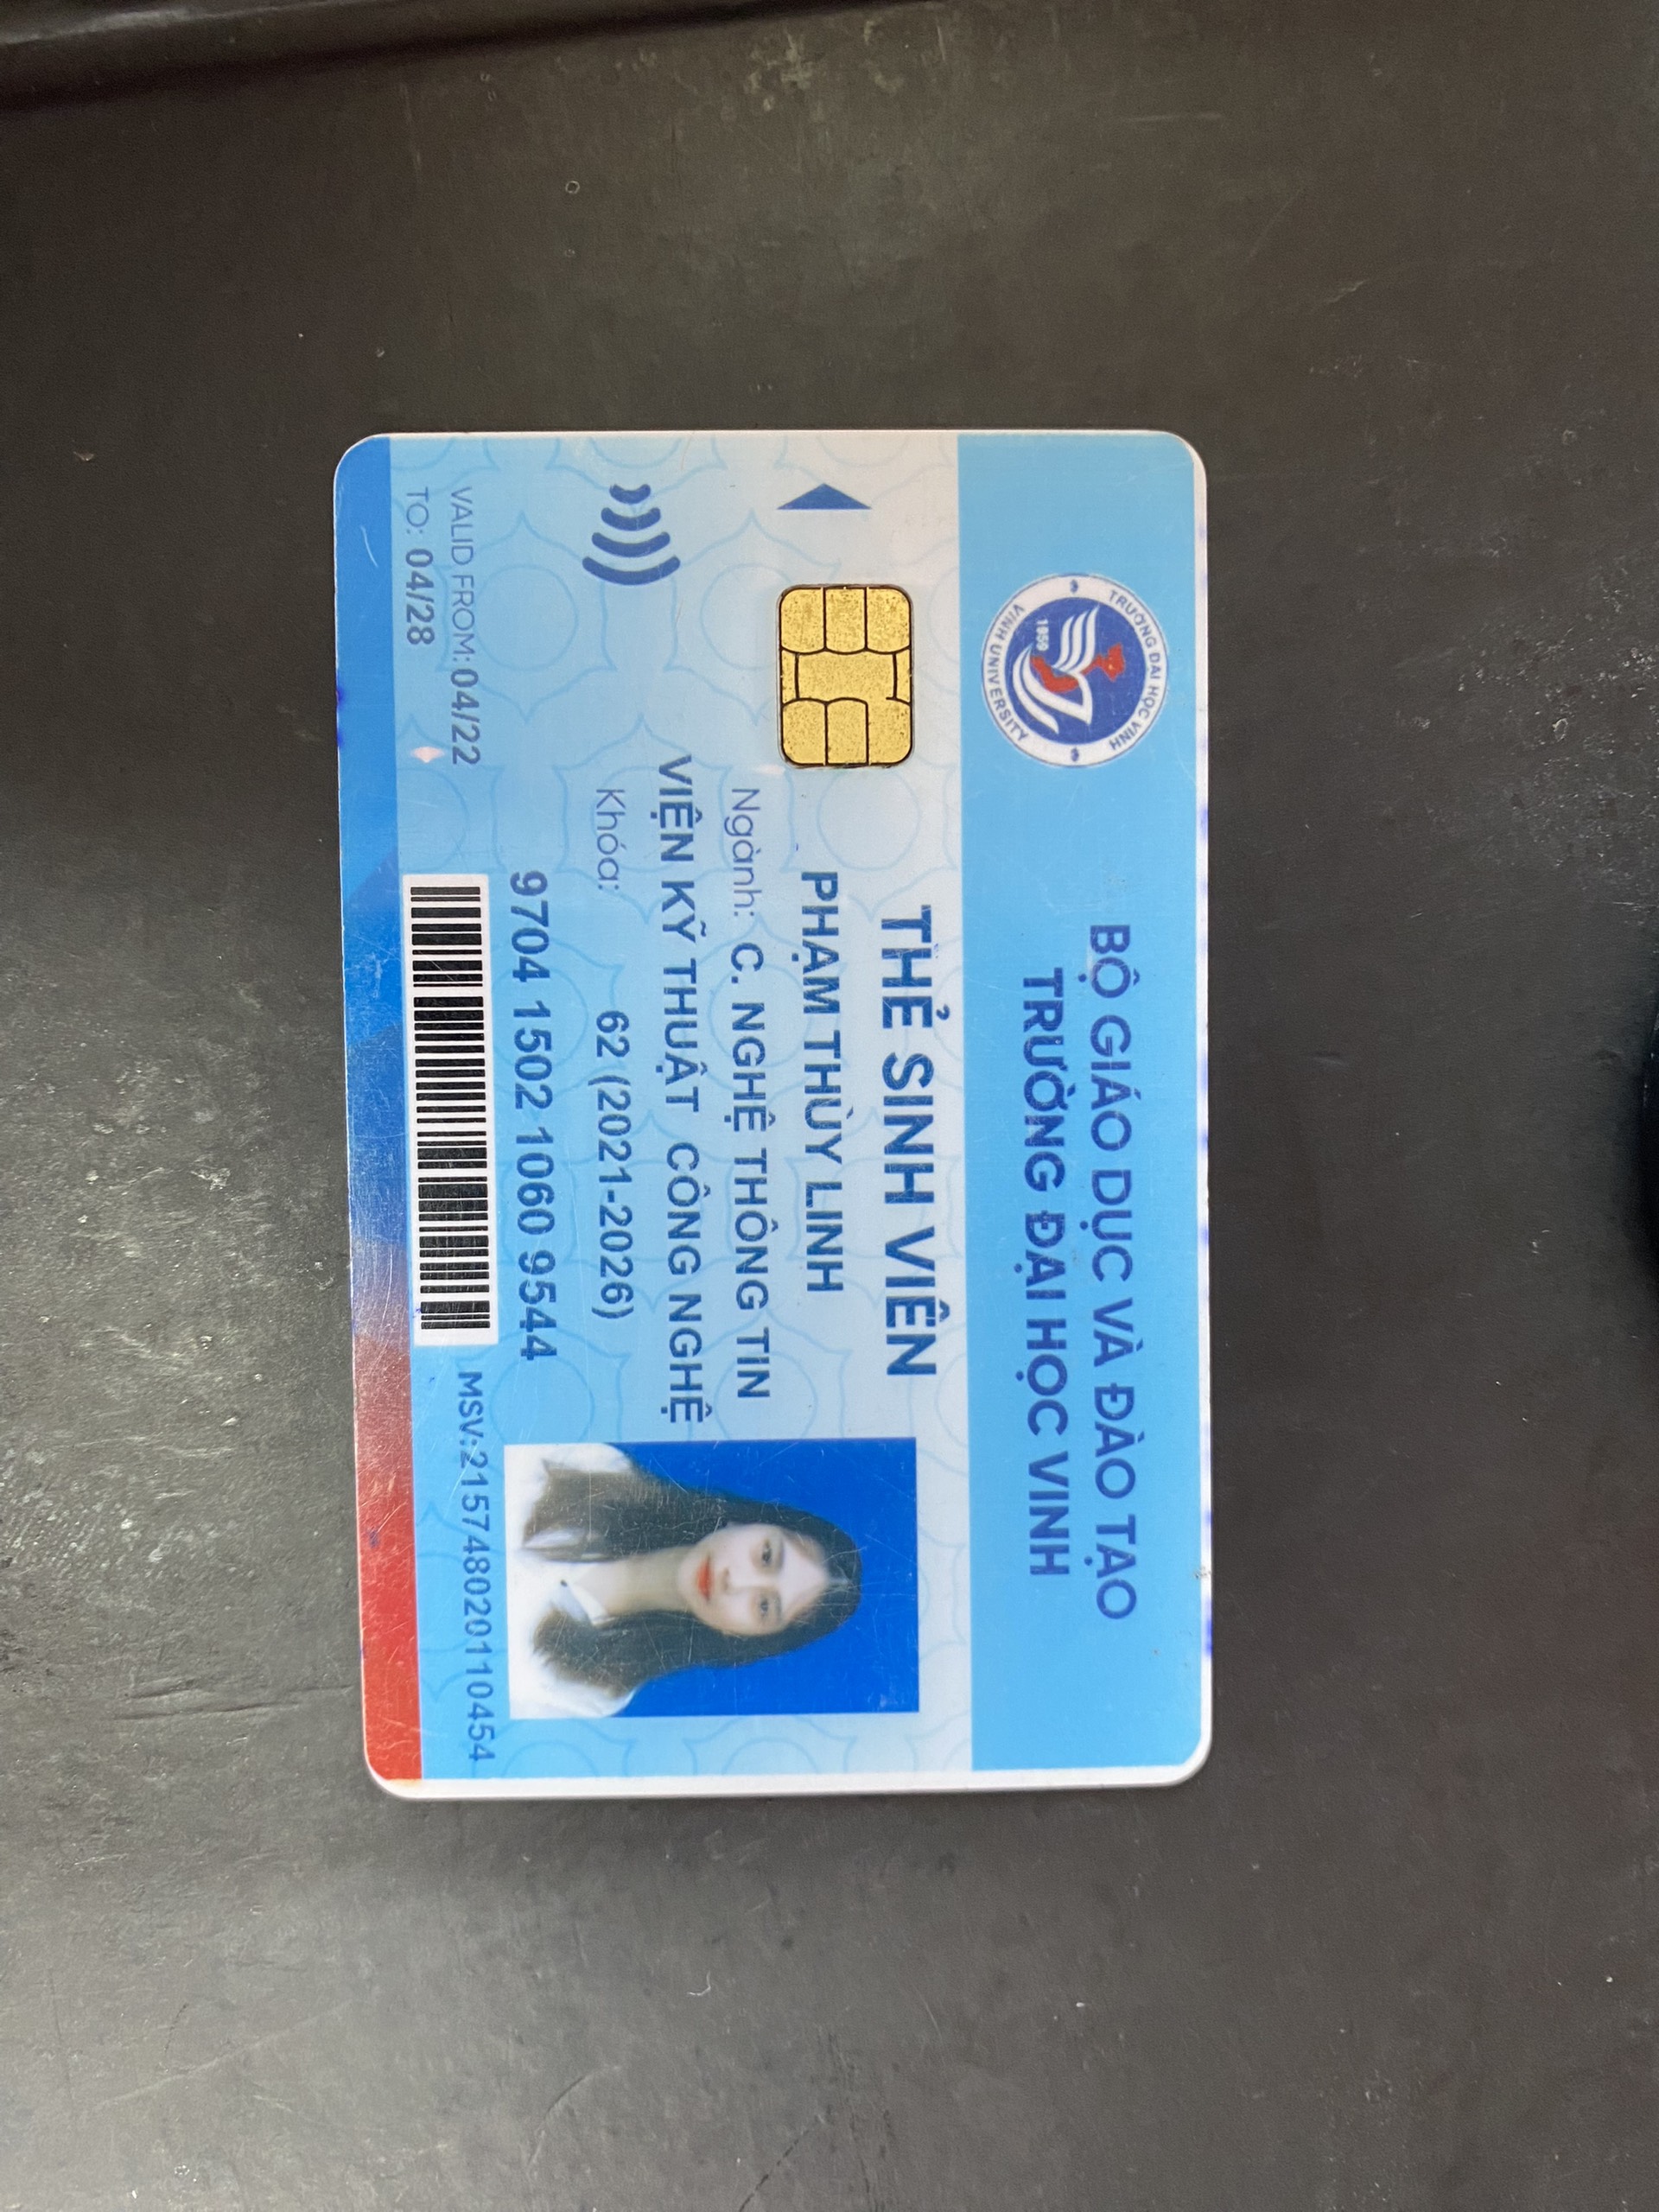 TRƯỜNG ĐẠI HỌC VINH
1959
VINH UNIVERSITY
BỘ GIÁO DỤC VÀ ĐÀO TẠO
TRƯỜNG ĐẠI HỌC VINH
THẺ SINH VIÊN
PHẠM THÙY LINH
Ngành: C. NGHỆ THÔNG TIN
VIỆN KỸ THUẬT CÔNG NGHỆ
Khóa: 62 (2021-2026)
9704 1502 1060 9544
VALID FROM: 04/22
TO: 04/28
MSV:215748020110454